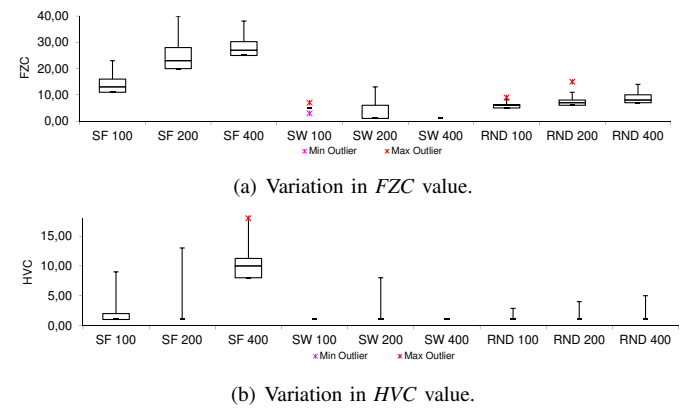 40,00
30,00
20,00
10,00
0,00
FZC
SF 100 SF 200 SF 400 SW 100 SW 200 SW 400 RND 100 RND 200 RND 400
Min Outlier Max Outlier
(a) Variation in FZC value.
15,00
10,00
5,00
0,00
HVC
SF 100 SF 200 SF 400 SW 100 SW 200 SW 400 RND 100 RND 200 RND 400
Min Outlier Max Outlier
(b) Variation in HVC value.